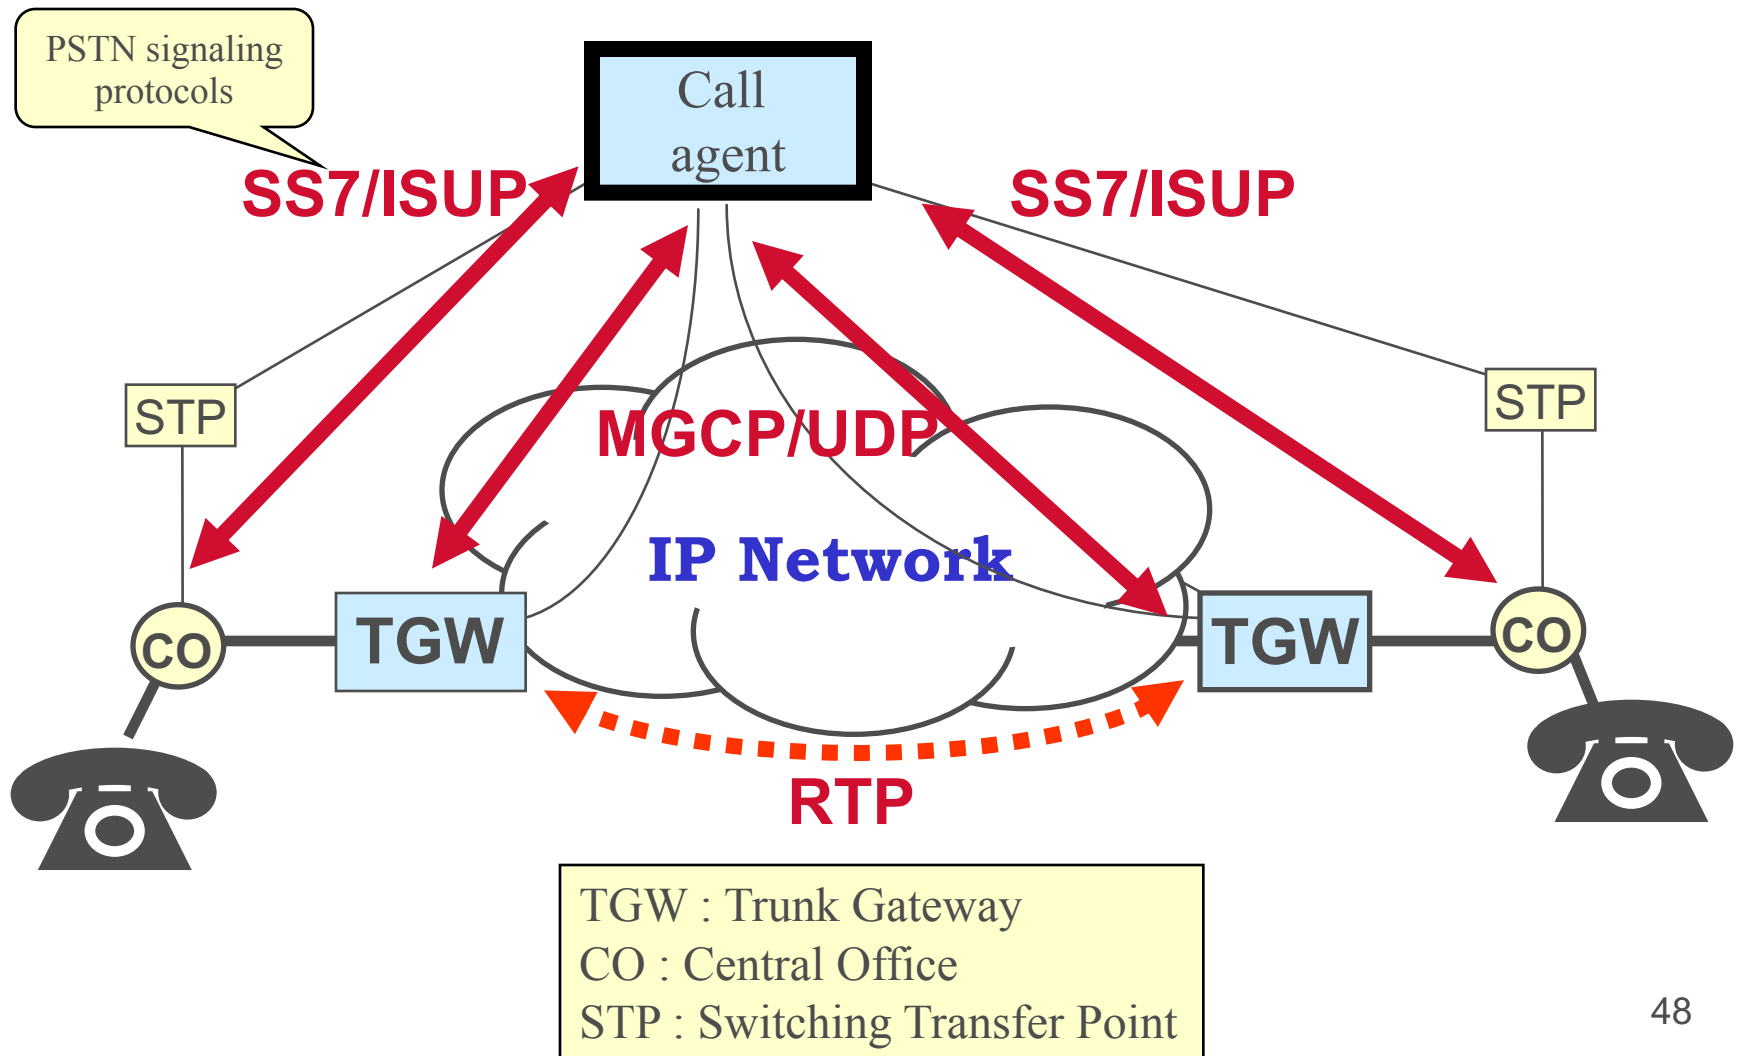 PSTN signaling
protocols
Call
agent
SS7/ISUP
SS7/ISUP
STP
STP
MGCP/UDP
IP Network
CO
TGW
TGW
CO
RTP
TGW : Trunk Gateway
CO : Central Office
STP : Switching Transfer Point
48